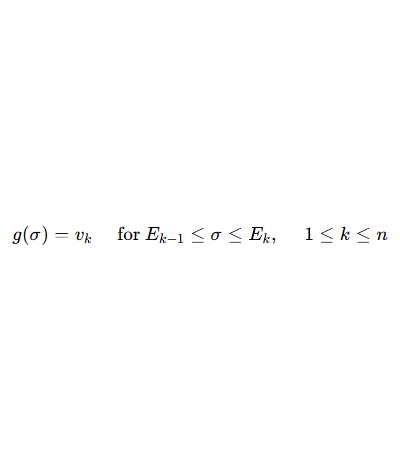 g(σ) = v_k for E_{k−1} ≤ σ ≤ E_k, 1 ≤ k ≤ n